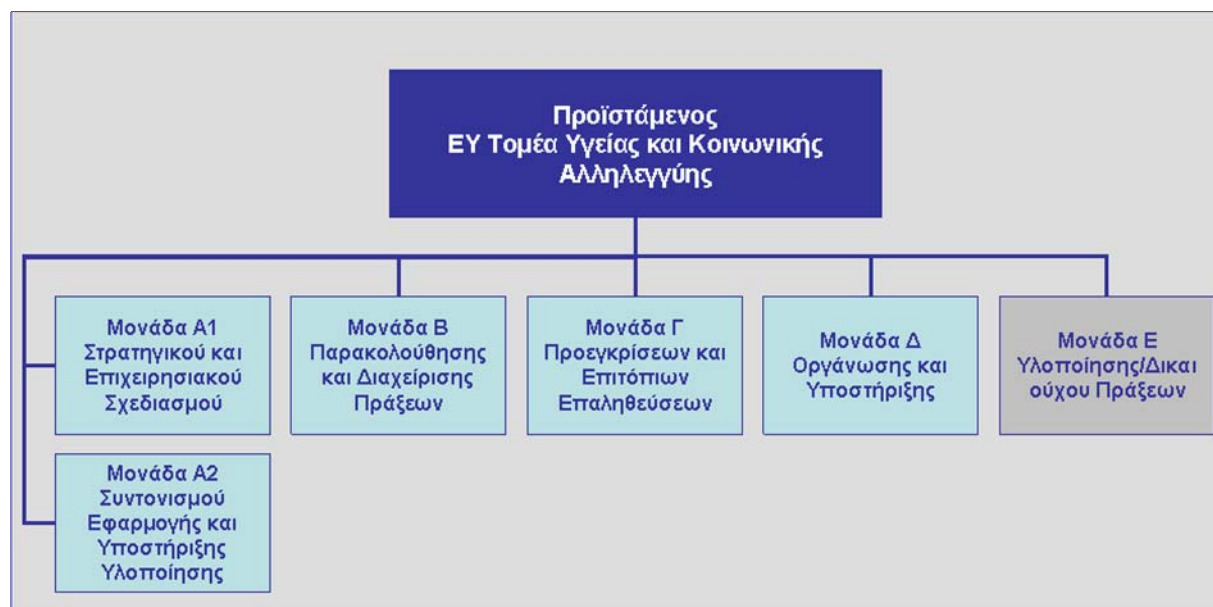 Προϊστάμενος
ΕΥ Τομέα Υγείας και Κοινωνικής
Αλληλεγγύης
Μονάδα Α1
Στρατηγικού και
Επιχειρησιακού
Σχεδιασμού
Μονάδα Β
Παρακολούθησης
και Διαχείρισης
Πράξεων
Μονάδα Γ
Προεγκρίσεων και
Επιτόπιων
Επαληθεύσεων
Μονάδα Δ
Οργάνωσης και
Υποστήριξης
Μονάδα Ε
Υλοποίησης/Δικαι
ούχου Πράξεων
Μονάδα Α2
Συντονισμού
Εφαρμογής και
Υποστήριξης
Υλοποίησης